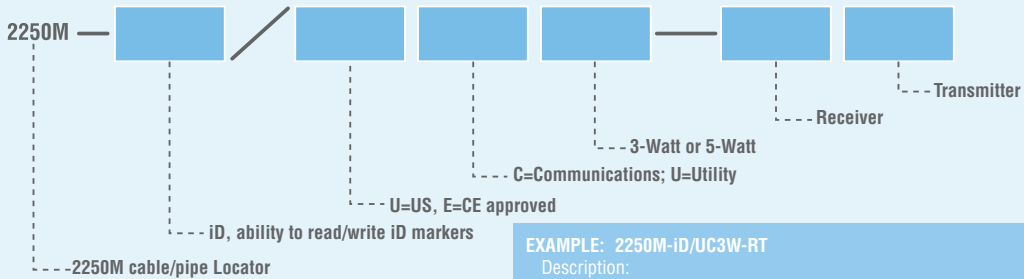 2250M
Transmitter
Receiver
3-Watt or 5-Watt
C=Communications; U=Utility
U=US, E=CE approved
iD, ability to read/write iD markers
2250M cable/pipe Locator
EXAMPLE: 2250M-iD/UC3W-RT
Description: